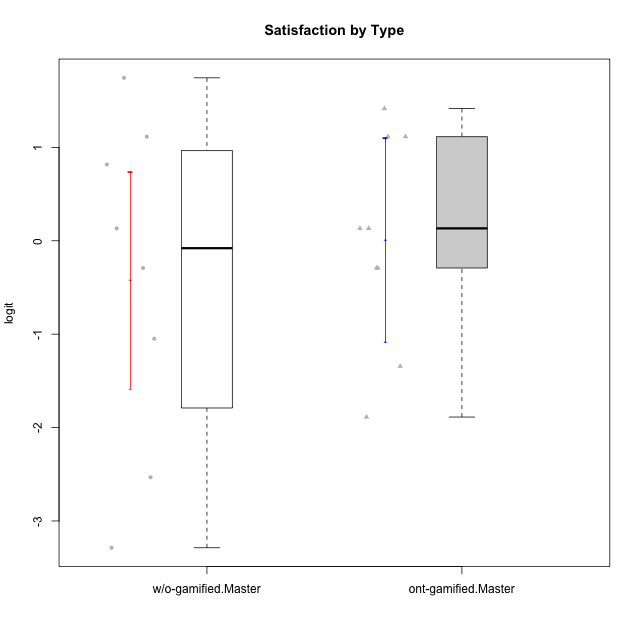 Satisfaction by Type
logit
1
0
-1
-2
-3
w/o-gamified.Master
ont-gamified.Master